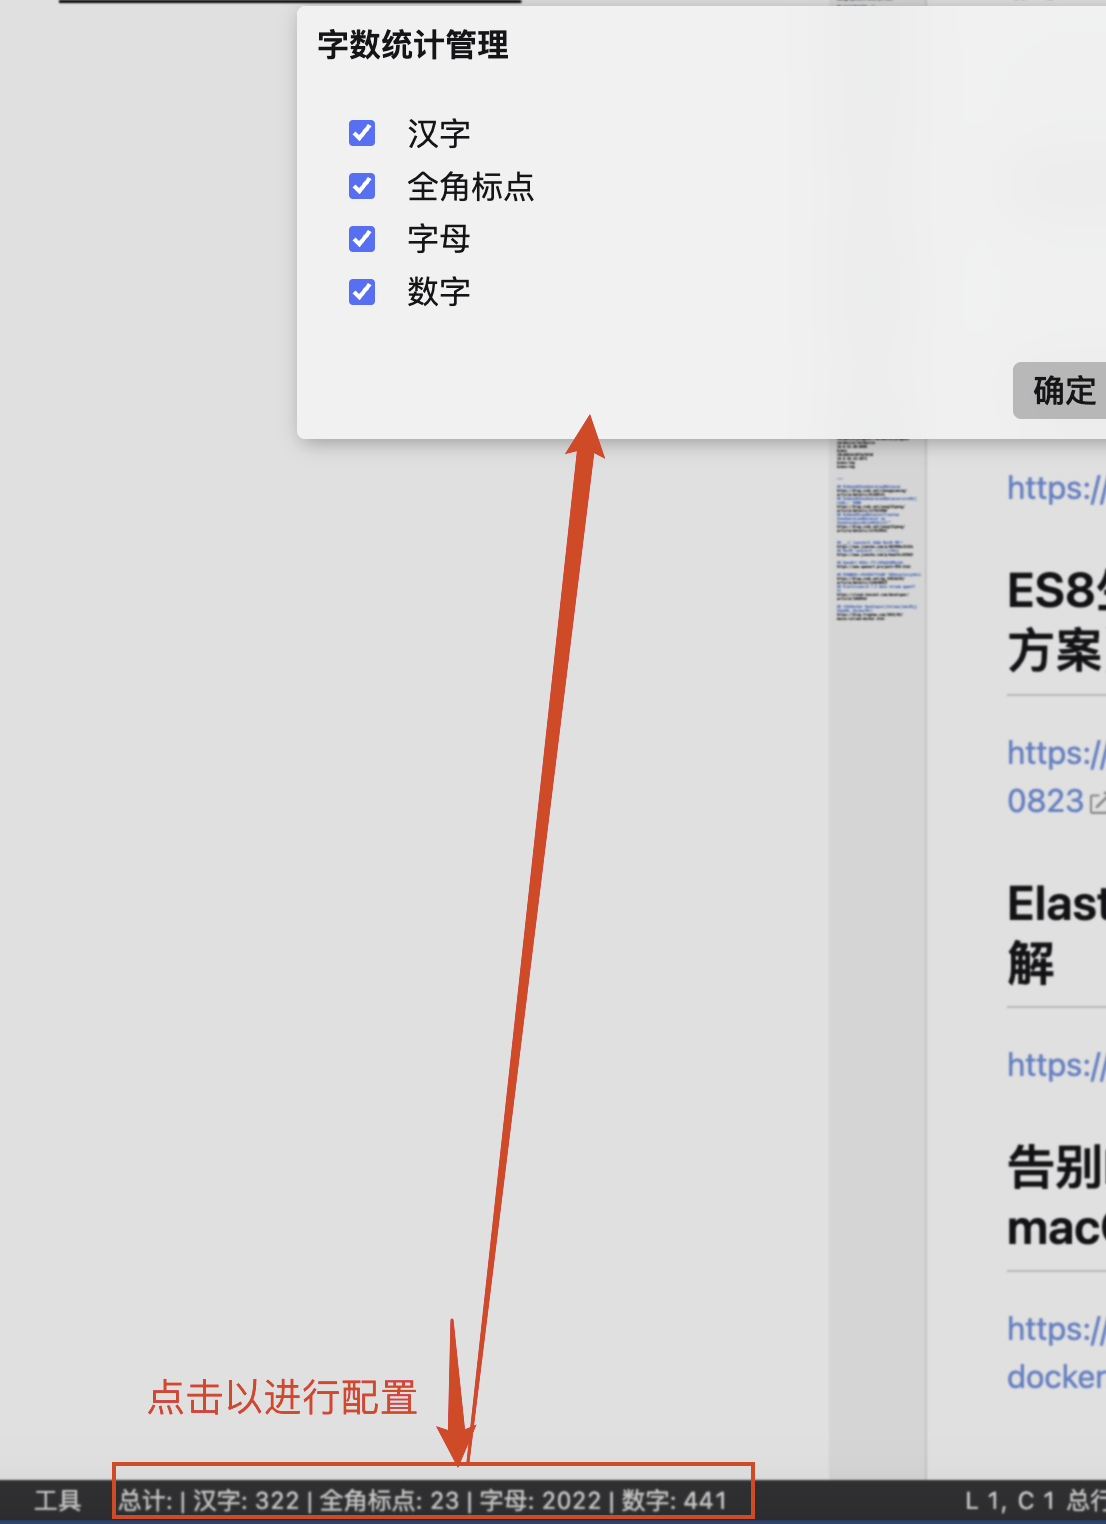 字数统计管理
汉字
全角标点
字母
数字
确定
https:/
ES8
方案
https:/
0823
Elast
解
https:/
告别
mac
https:/
docker
点击以进行配置
工具
总计: | 汉字: 322 | 全角标点: 23 | 字母: 2022 | 数字: 441
L 1, C 1 总行